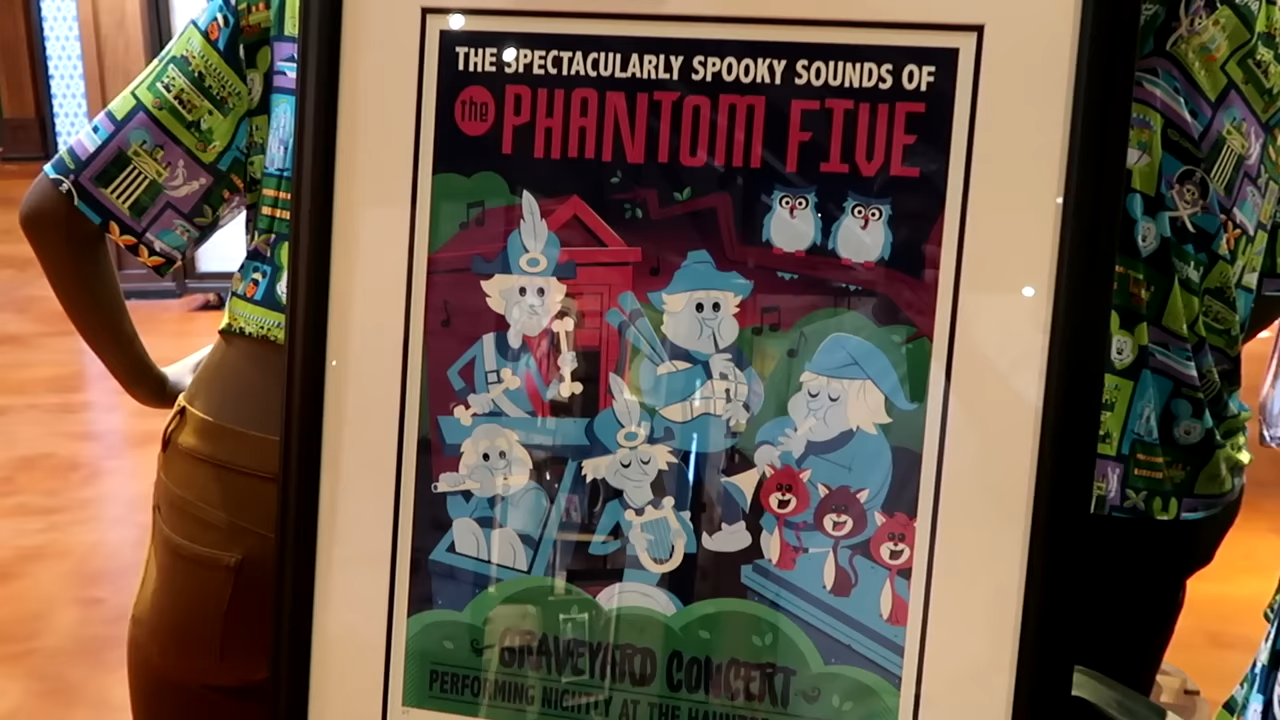 THE SPECTACULARLY SPOOKY SOUNDS OF
the PHANTOM FIVE
GRAVEYARD CONCERT
PERFORMING NIGHTLY AT THE